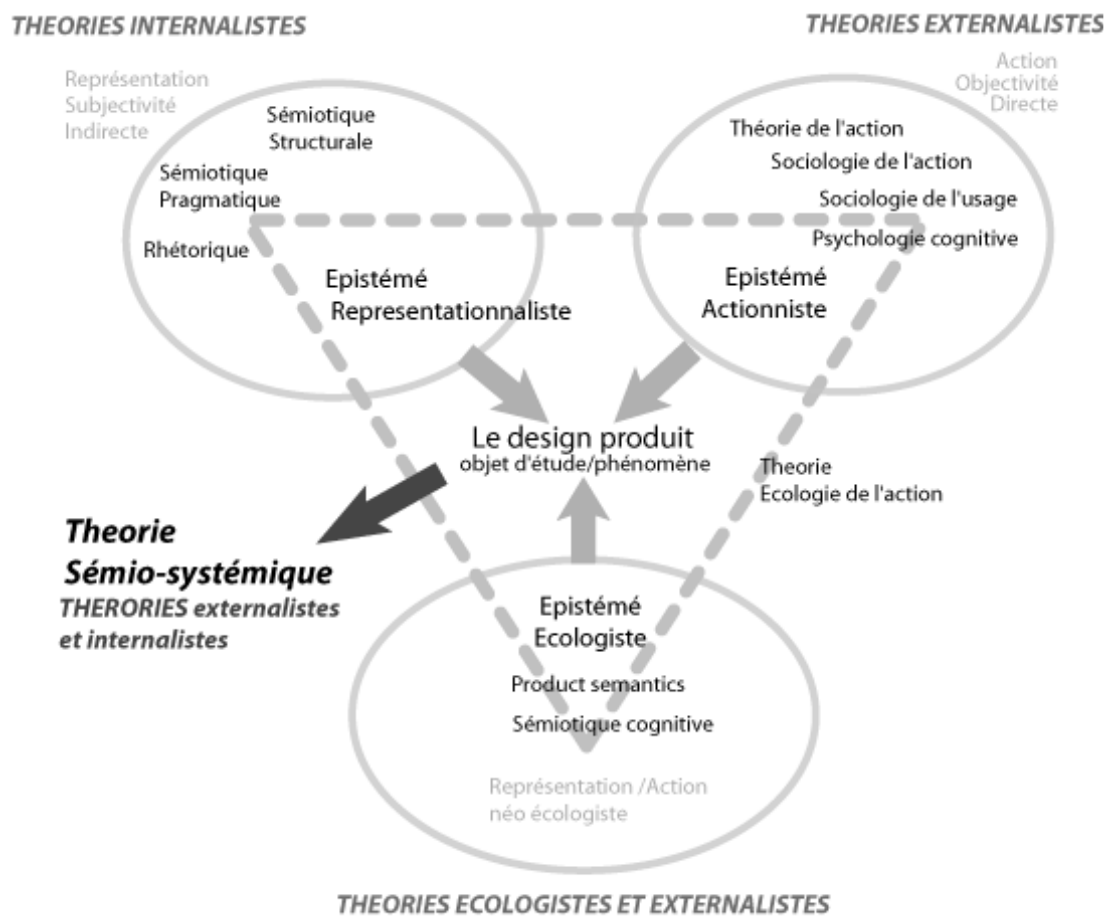 THEORIES INTERNALISTES
THEORIES EXTERNALISTES
Représentation
Subjectivité
Indirecte
Action
Objectivité
Directe
Sémiotique
Structurale
Sémiotique
Pragmatique
Rhétorique
Epistémé
Representationnaliste
Théorie de l'action
Sociologie de l'action
Sociologie de l'usage
Psychologie cognitive
Epistémé
Actionniste
Le design produit
objet d'étude/phénomène
Theorie
Ecologie de l'action
Theorie
Sémio-systémique
THERORIES externalistes
et internalistes
Epistémé
Ecologiste
Product semantics
Sémiotique cognitive
Représentation /Action
néo écologiste
THEORIES ECOLOGISTES ET EXTERNALISTES